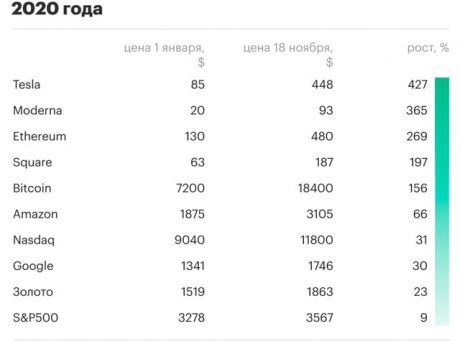 2020 года
цена 1 января, цена 18 ноября, рост, %
$ $
Tesla 85 448 427
Moderna 20 93 365
Ethereum 130 480 269
Square 63 187 197
Bitcoin 7200 18400 156
Amazon 1875 3105 66
Nasdaq 9040 11800 31
Google 1341 1746 30
Золото 1519 1863 23
S&P500 3278 3567 9